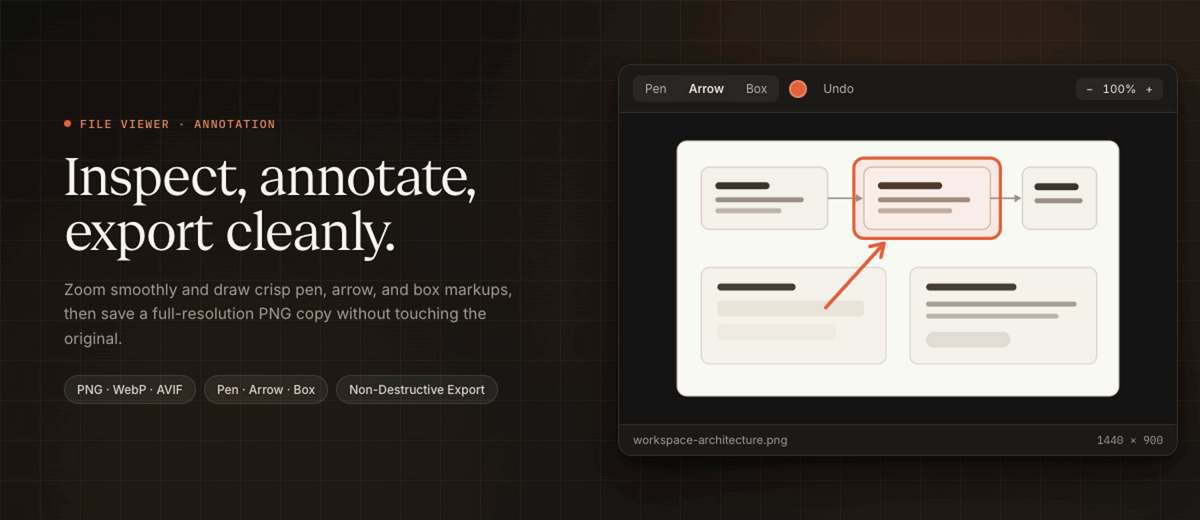 FILE VIEWER · ANNOTATION
Inspect, annotate,
export cleanly.
Zoom smoothly and draw crisp pen, arrow, and box markups,
then save a full-resolution PNG copy without touching the
original.
PNG · WebP · AVIF
Pen · Arrow · Box
Non-Destructive Export
Pen Arrow Box Undo − 100% +
workspace-architecture.png 1440 × 900